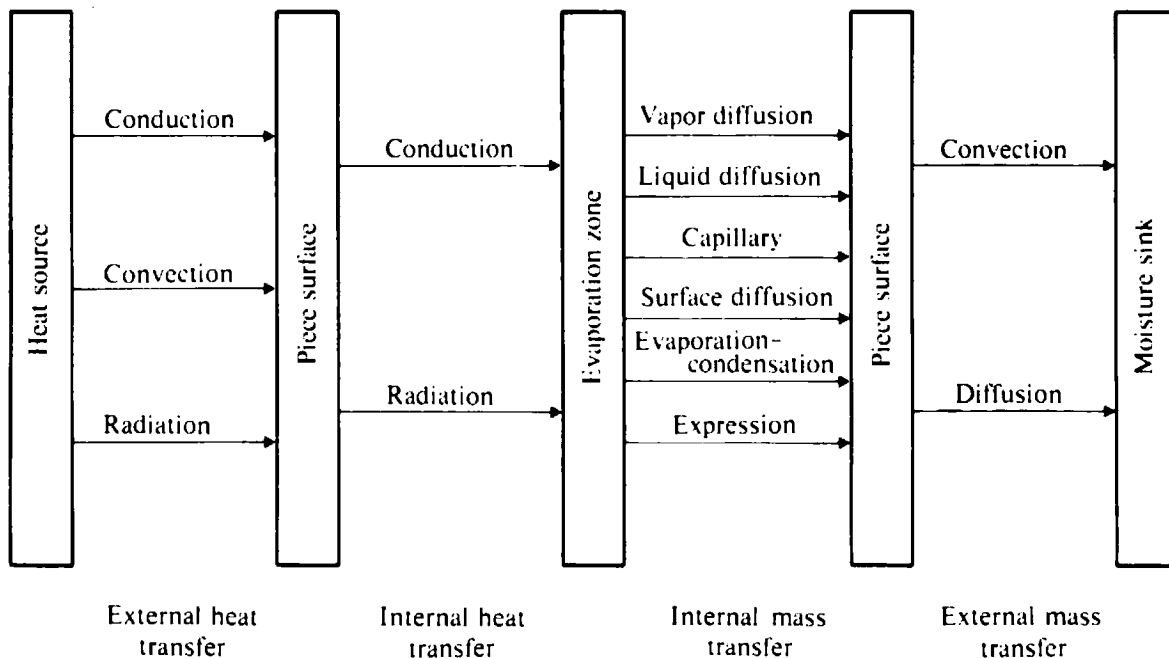 Heat source
Conduction
Convection
Radiation
External heat
transfer
Piece surface
Conduction
Radiation
Internal heat
transfer
Evaporation zone
Vapor diffusion
Liquid diffusion
Capillary
Surface diffusion
Evaporation-
condensation
Expression
Internal mass
transfer
Piece surface
Convection
Diffusion
External mass
transfer
Moisture sink